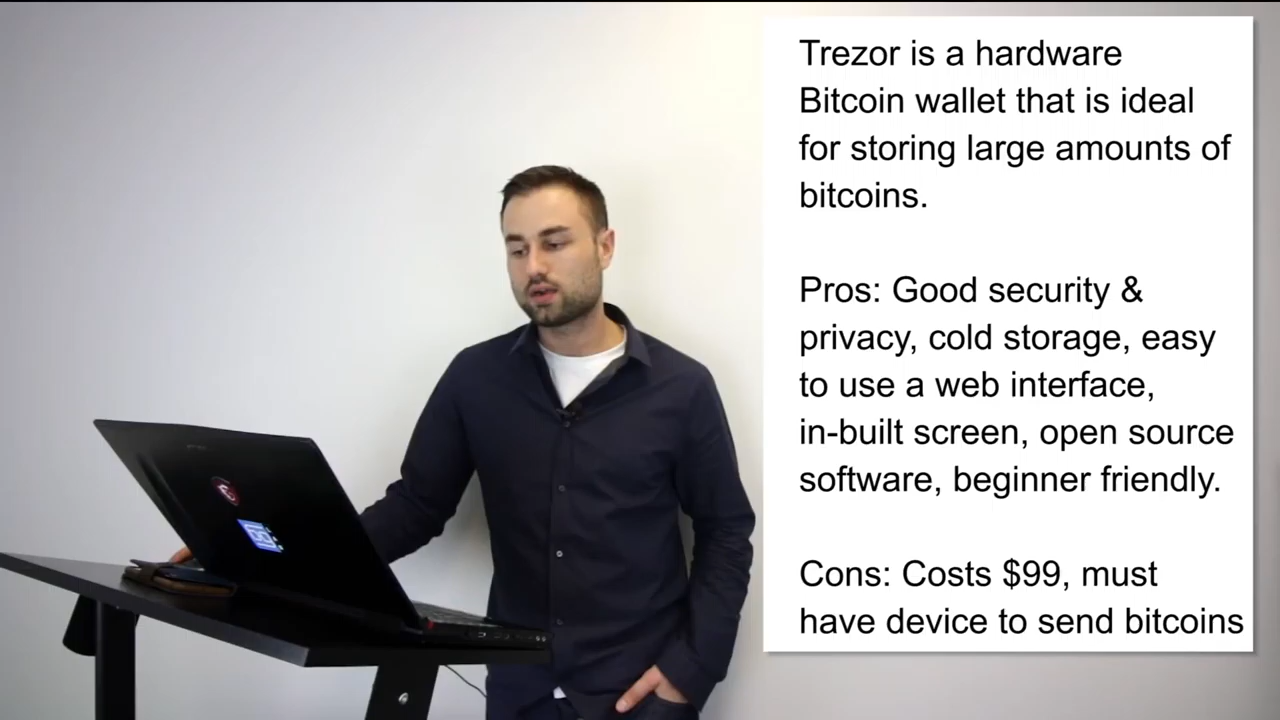 Trezor is a hardware
Bitcoin wallet that is ideal
for storing large amounts of
bitcoins.
Pros: Good security &
privacy, cold storage, easy
to use a web interface,
in-built screen, open source
software, beginner friendly.
Cons: Costs $99, must
have device to send bitcoins